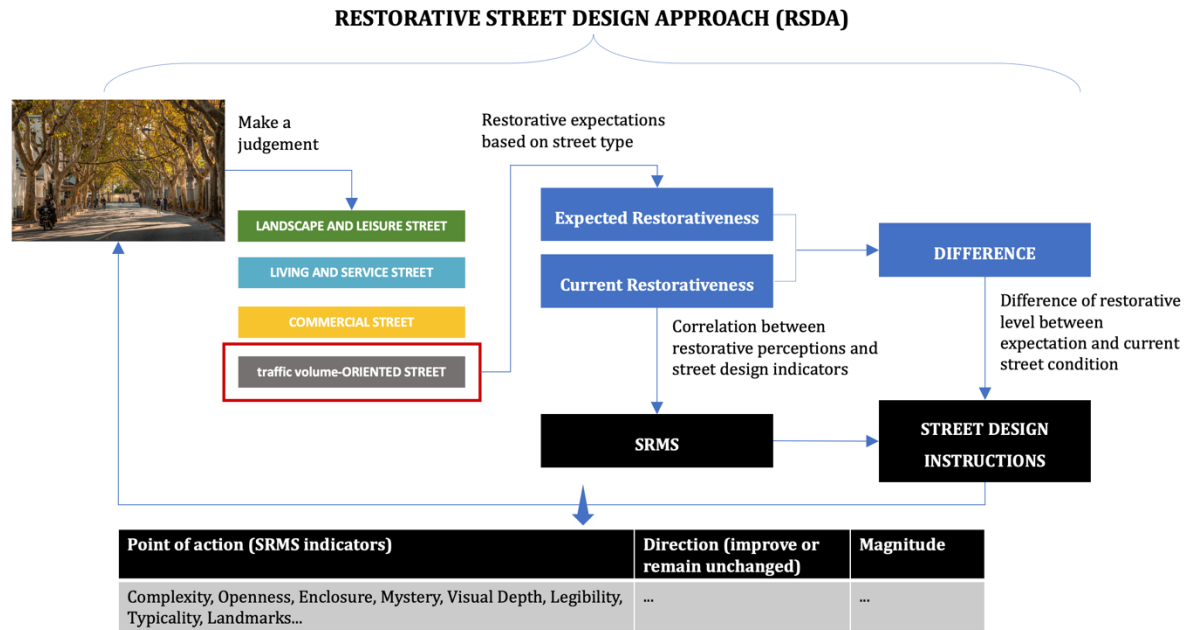 RESTORATIVE STREET DESIGN APPROACH (RSDA)
Make a
judgement
Restorative expectations
based on street type
LANDSCAPE AND LEISURE STREET
LIVING AND SERVICE STREET
COMMERCIAL STREET
traffic volume-ORIENTED STREET
Expected Restorativeness
Current Restorativeness
DIFFERENCE
Correlation between
restorative perceptions and
street design indicators
Difference of restorative
level between
expectation and current
street condition
SRMS
STREET DESIGN
INSTRUCTIONS
Point of action (SRMS indicators)
Direction (improve or
remain unchanged)
Magnitude
Complexity, Openness, Enclosure, Mystery, Visual Depth, Legibility,
Typicality, Landmarks...
...
...